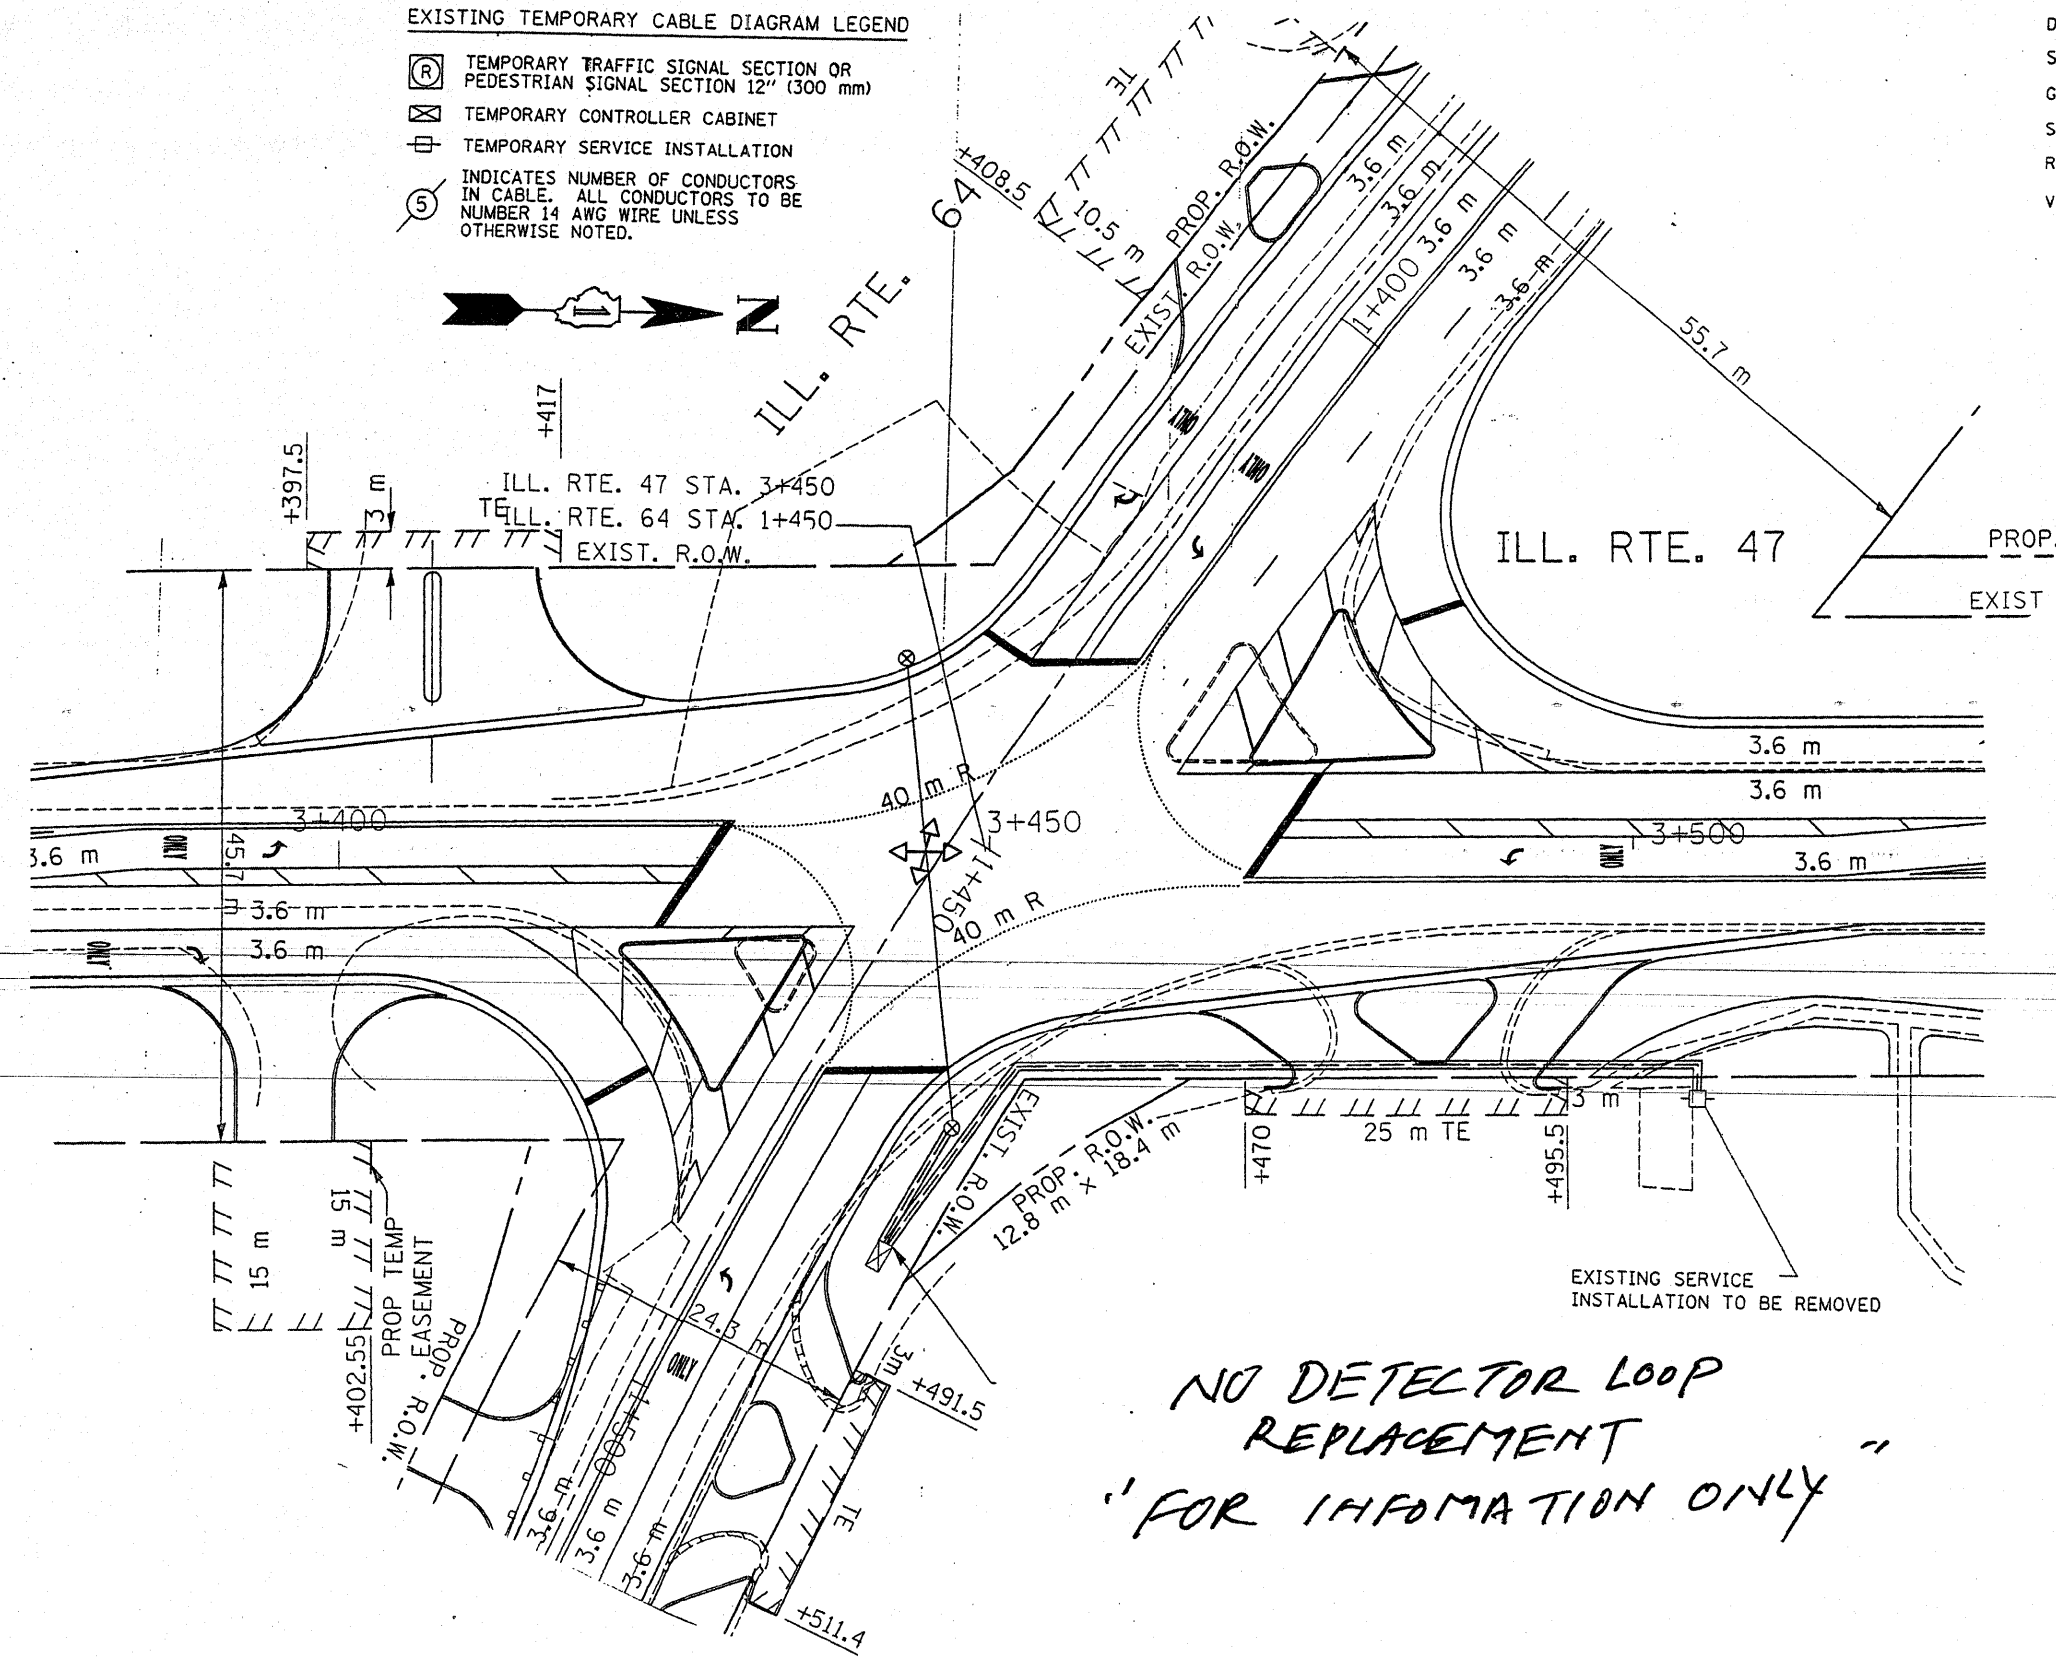 EXISTING TEMPORARY CABLE DIAGRAM LEGEND
R
TEMPORARY TRAFFIC SIGNAL SECTION OR
PEDESTRIAN SIGNAL SECTION 12" (300 mm)
TEMPORARY CONTROLLER CABINET
TEMPORARY SERVICE INSTALLATION
5
INDICATES NUMBER OF CONDUCTORS
IN CABLE. ALL CONDUCTORS TO BE
NUMBER 14 AWG WIRE UNLESS
OTHERWISE NOTED.
N
D
S
G
S
R
V
TE
+408.5
10.5 m
PROP. R.O.W.
EXIST. R.O.W.
3.6 m
3.6 m
3.6 m
3.6 m
3.6 m
1+400
55.7 m
ILL. RTE. 64
+397.5
3 m
+417
ILL. RTE. 47 STA. 3+450
TE
ILL. RTE. 64 STA. 1+450
EXIST. R.O.W.
ONLY
ONLY
ILL. RTE. 47
PROP.
EXIST
3.6 m
3.6 m
40 m R
3+400
3+450
3+500
3.6 m
ONLY
45.7 m
1+450
ONLY
3.6 m
3.6 m
40 m R
ONLY
3.6 m
EXIST. R.O.W.
PROP. R.O.W.
12.8 m x 18.4 m
+470
25 m TE
+495.5
3 m
15 m
15 m
PROP TEMP
EASEMENT
+402.55
PROP. R.O.W.
24.3 m
ONLY
3m
+491.5
1+500
3.6 m
3.6 m
3.6 m
TE
+511.4
EXISTING SERVICE
INSTALLATION TO BE REMOVED
NO DETECTOR LOOP
REPLACEMENT
"FOR INFOMATION ONLY"